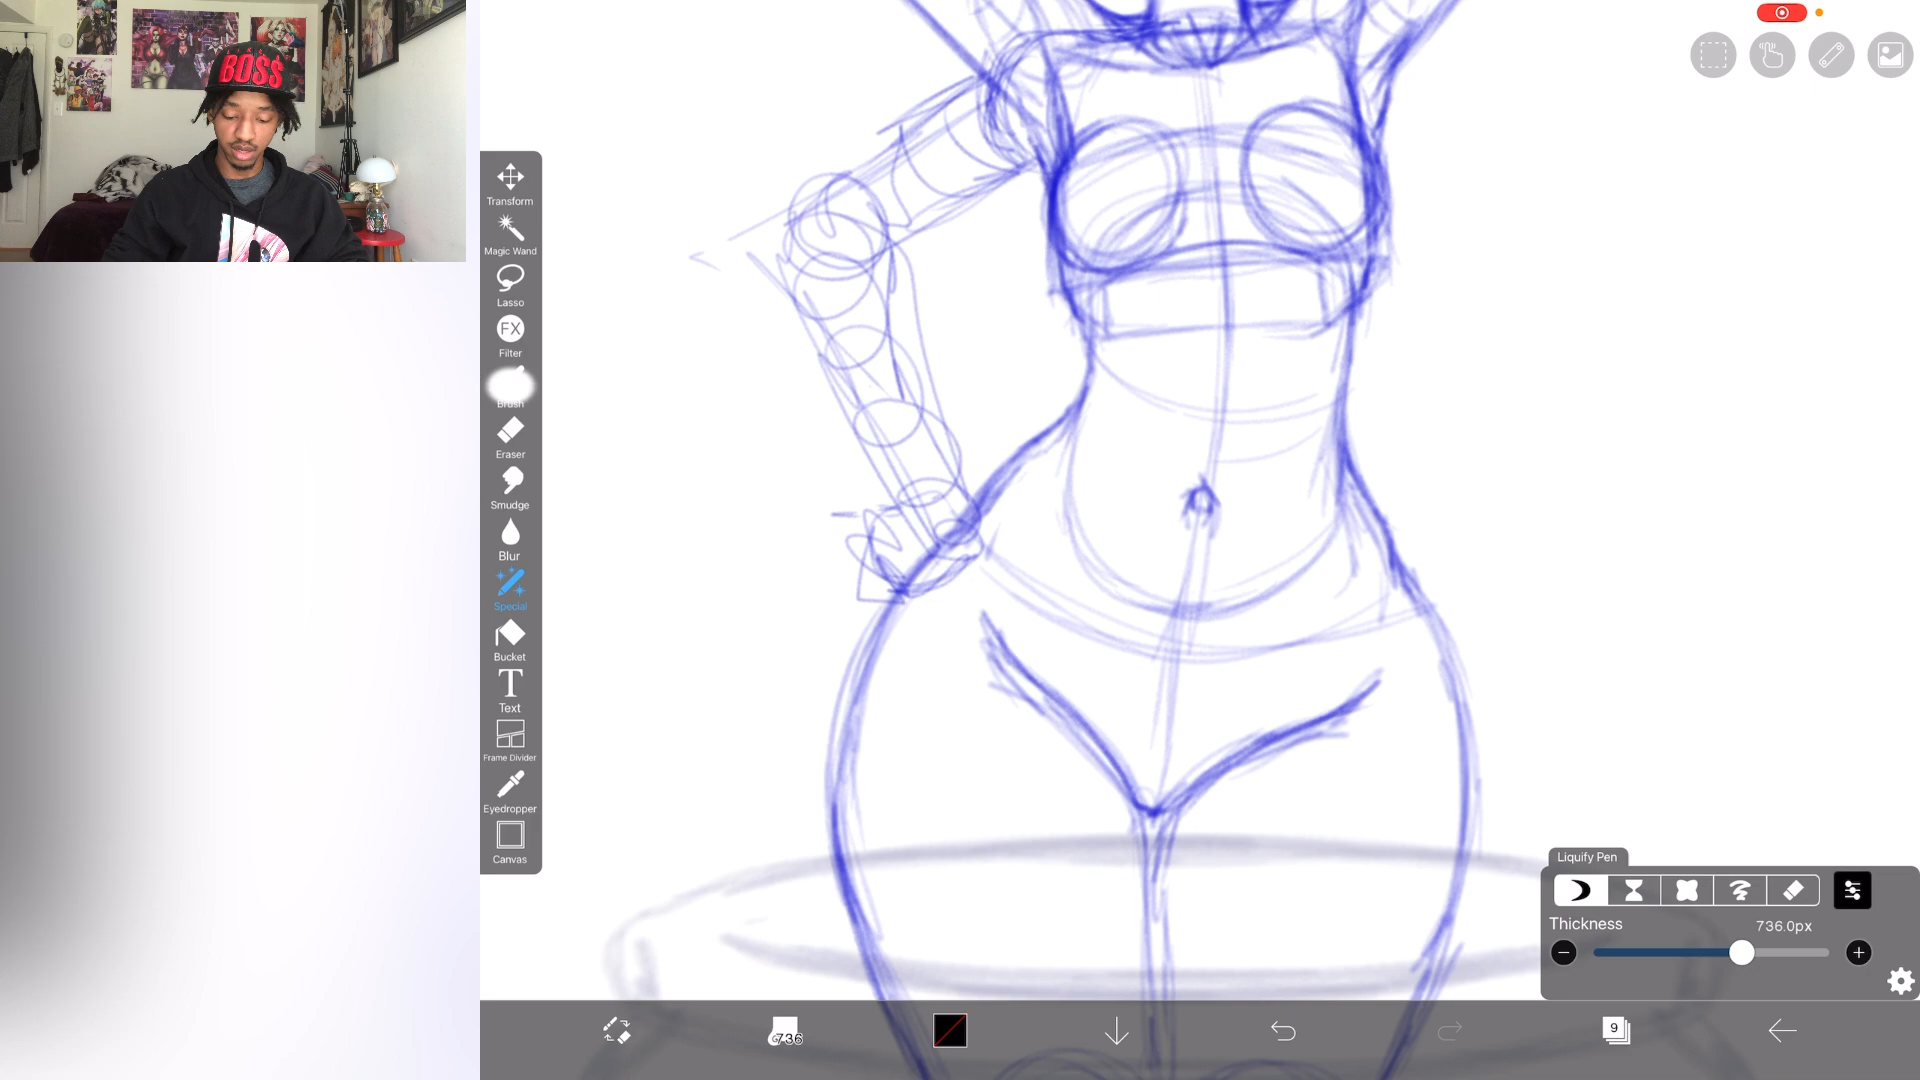 BOSS
Transform
Magic Wand
Lasso
FX
Filter
Brush
Eraser
Smudge
Blur
Special
Bucket
T
Text
Frame Divider
Eyedropper
Canvas
Liquify Pen
Thickness
736.0px
736
9